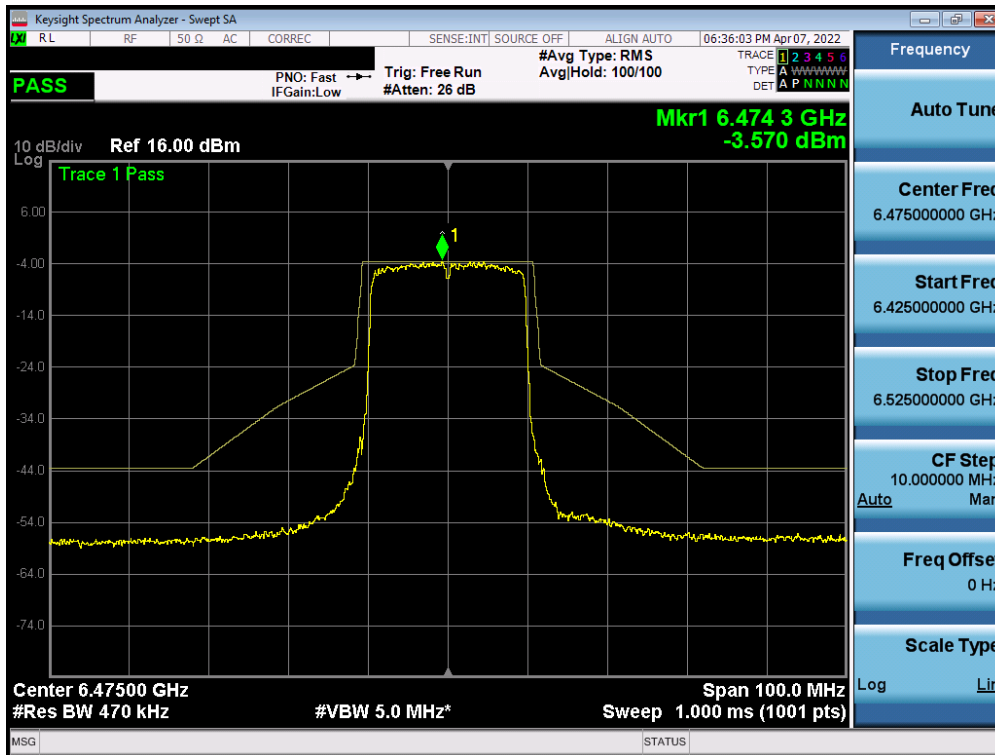 Keysight Spectrum Analyzer - Swept SA
LXI RL RF 50 Ω AC CORREC SENSE:INT SOURCE OFF ALIGN AUTO 06:36:03 PM Apr 07, 2022
PASS
PNO: Fast
IFGain:Low
Trig: Free Run
#Atten: 26 dB
#Avg Type: RMS
Avg|Hold: 100/100
TRACE 1 2 3 4 5 6
TYPE A WWWWW
DET A P N N N N
Mkr1 6.474 3 GHz
-3.570 dBm
10 dB/div Ref 16.00 dBm
Log
Trace 1 Pass
1
6.00
-4.00
-14.0
-24.0
-34.0
-44.0
-54.0
-64.0
-74.0
Center 6.47500 GHz Span 100.0 MHz
#Res BW 470 kHz #VBW 5.0 MHz* Sweep 1.000 ms (1001 pts)
MSG STATUS
Frequency
Auto Tune
Center Freq
6.475000000 GHz
Start Freq
6.425000000 GHz
Stop Freq
6.525000000 GHz
CF Step
10.000000 MHz
Auto Man
Freq Offset
0 Hz
Scale Type
Log Lin